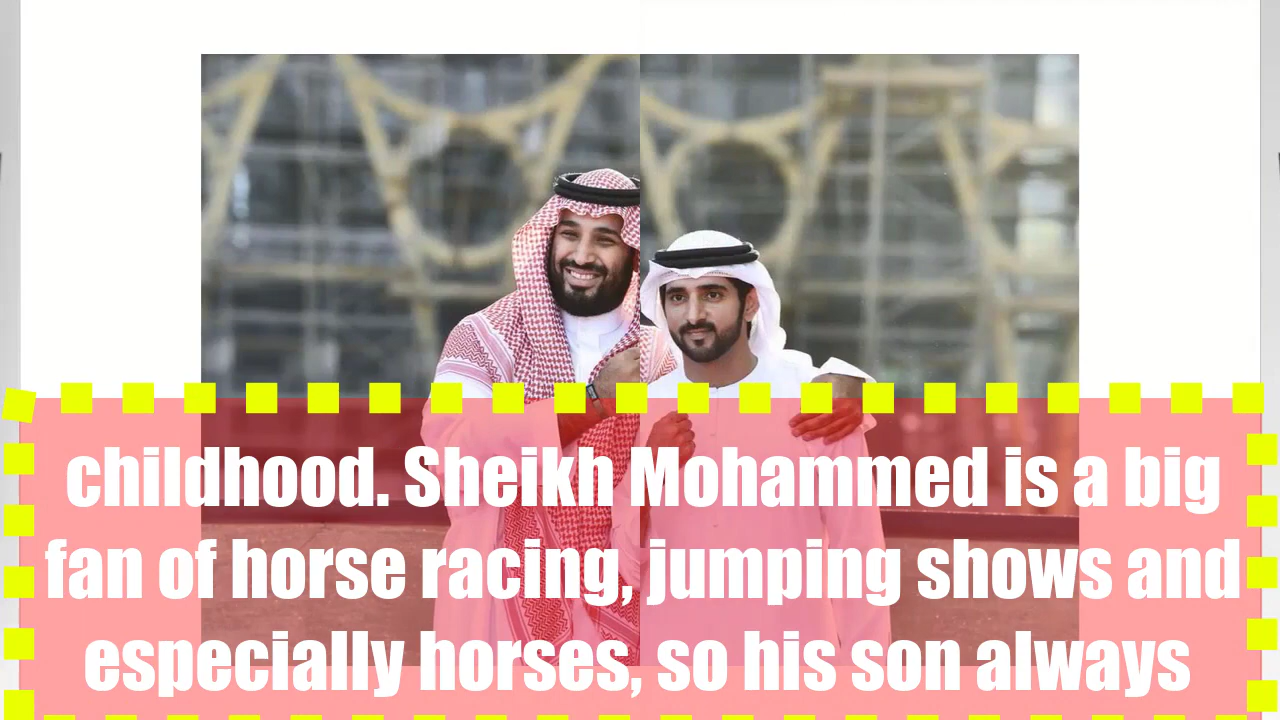 childhood. Sheikh Mohammed is a big
fan of horse racing, jumping shows and
especially horses, so his son always